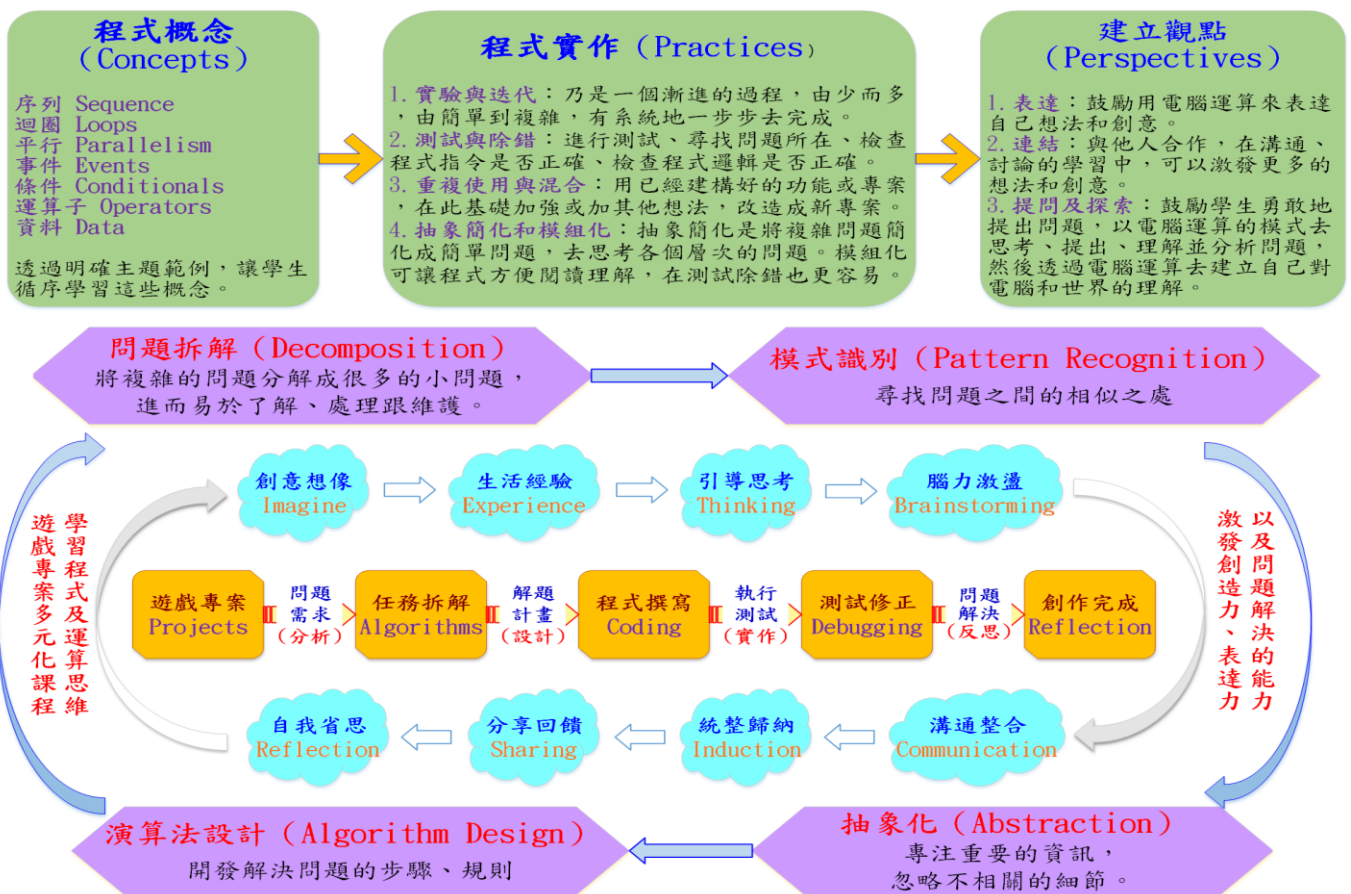 程式概念
(Concepts)
序列 Sequence
迴圈 Loops
平行 Parallelism
事件 Events
條件 Conditionals
運算子 Operators
資料 Data
透過明確主題範例，讓學生
循序學習這些概念。
程式實作（Practices）
1. 實驗與迭代：乃是一個漸進的過程，由少而多
，由簡單到複雜，有系統地一步步去完成。
2. 測試與除錯：進行測試、尋找問題所在、檢查
程式指令是否正確、檢查程式邏輯是否正確。
3. 重複使用與混合：用已經建構好的功能或專案
，在此基礎加強或加其他想法，改造成新專案。
4. 抽象簡化和模組化：抽象簡化是將複雜問題簡
化成簡單問題，去思考各個層次的問題。模組化
可讓程式方便閱讀理解，在測試除錯也更容易。
建立觀點
（Perspectives）
1. 表達：鼓勵用電腦運算來表達
自己想法和創意。
2. 連結：與他人合作，在溝通、
討論的學習中，可以激發更多的
想法和創意。
3. 提問及探索：鼓勵學生勇敢地
提出問題，以電腦運算的模式去
思考、提出、理解並分析問題，
然後透過電腦運算去建立自己對
電腦和世界的理解。
問題拆解（Decomposition）
將複雜的問題分解成很多的小問題，
進而易於了解、處理跟維護。
模式識別（Pattern Recognition）
尋找問題之間的相似之處
創意想像
Imagine
生活經驗
Experience
引導思考
Thinking
腦力激盪
Brainstorming
學習程式及運算思維
遊戲專案多元化課程
遊戲專案
Projects
問題
需求
(分析)
任務拆解
Algorithms
解題
計畫
(設計)
程式撰寫
Coding
執行
測試
(實作)
測試修正
Debugging
問題
解決
(反思)
創作完成
Reflection
以及問題解決的能力
激發創造力、表達力
自我省思
Reflection
分享回饋
Sharing
統整歸納
Induction
溝通整合
Communication
演算法設計（Algorithm Design）
開發解決問題的步驟、規則
抽象化（Abstraction）
專注重要的資訊，
忽略不相關的細節。